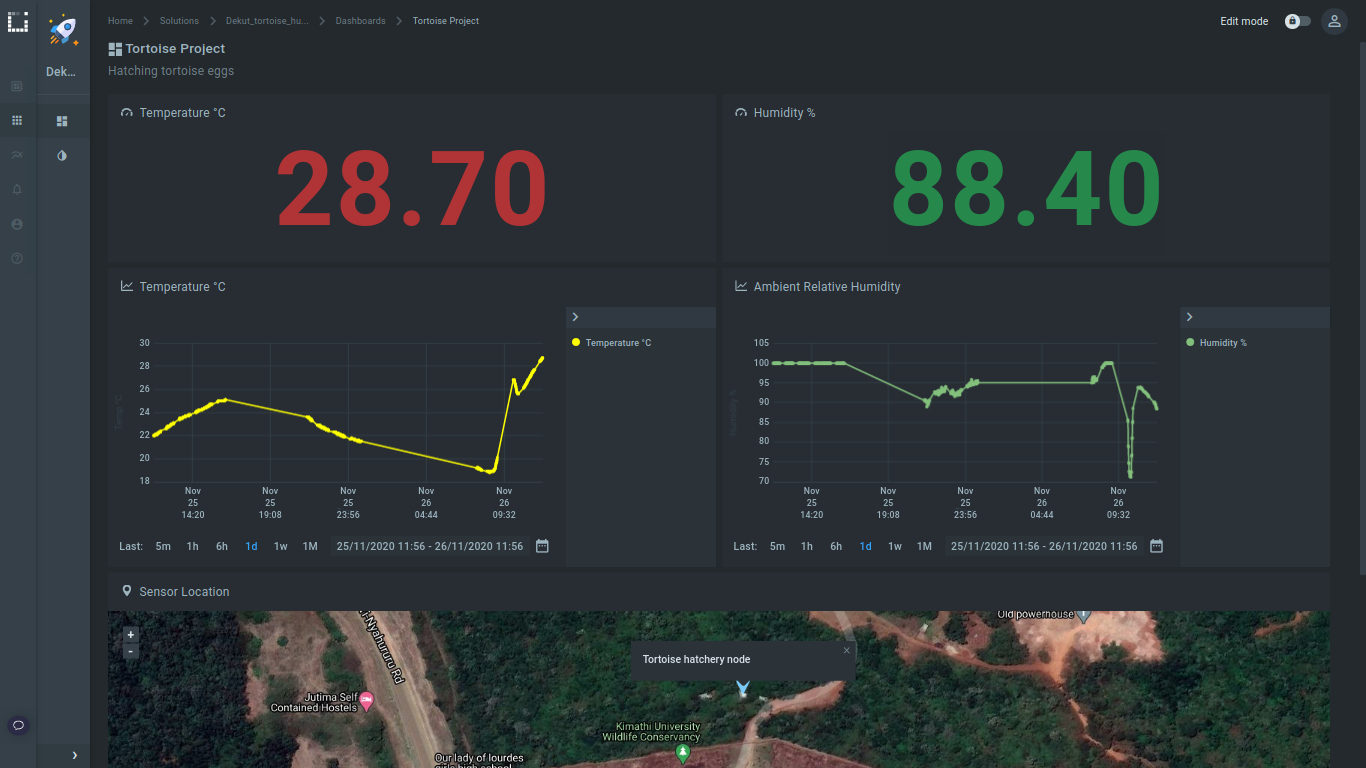 Home
Solutions
Dekut_tortoise_hu...
Dashboards
Tortoise Project
Edit mode
Tortoise Project
Dek...
Hatching tortoise eggs
Temperature °C
28.70
Humidity %
88.40
Temperature °C
Temperature °C
Temp °C
30
28
26
24
22
20
18
Nov
25
14:20
Nov
25
19:08
Nov
25
23:56
Nov
26
04:44
Nov
26
09:32
Last: 5m 1h 6h 1d 1w 1M 25/11/2020 11:56 - 26/11/2020 11:56
Ambient Relative Humidity
Humidity %
Humidity %
105
100
95
90
85
80
75
70
Nov
25
14:20
Nov
25
19:08
Nov
25
23:56
Nov
26
04:44
Nov
26
09:32
Last: 5m 1h 6h 1d 1w 1M 25/11/2020 11:56 - 26/11/2020 11:56
Sensor Location
+
-
Nyahururu Rd
Old powerhouse
Tortoise hatchery node
Jutima Self
Contained Hostels
Kimathi University
Wildlife Conservancy
Our lady of lourdes